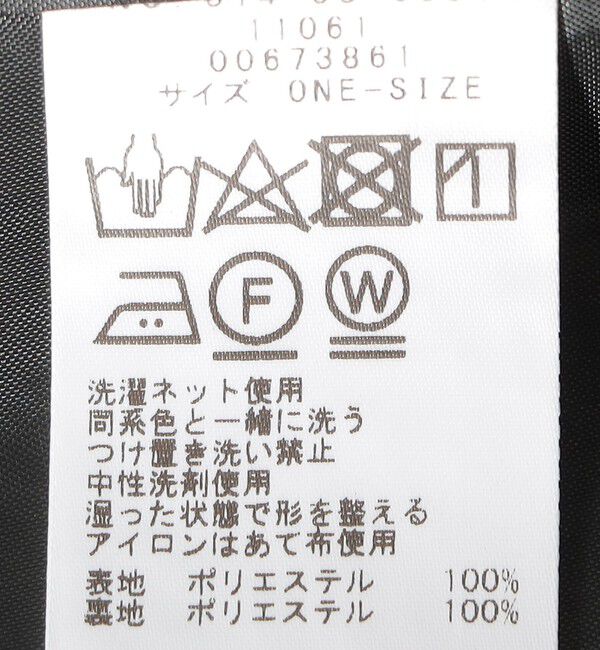 11061
00673861
サイズ ONE-SIZE
F W
洗濯ネット使用
同系色と一緒に洗う
つけ置き洗い禁止
中性洗剤使用
湿った状態で形を整える
アイロンはあて布使用
表地 ポリエステル 100%
裏地 ポリエステル 100%